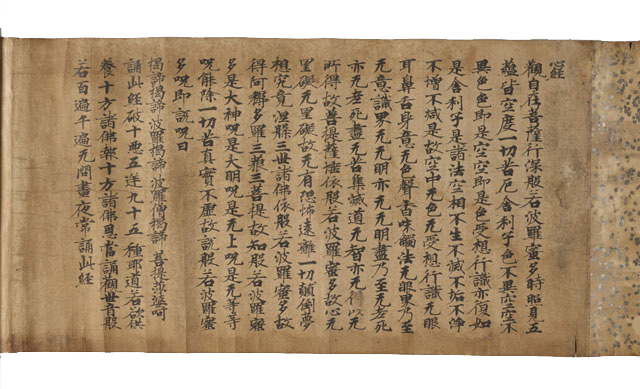 心經
觀自在菩薩行深般若波羅蜜多時照見五
蘊皆空度一切苦厄舍利子色不異空空不
異色色即是空空即是色受想行識亦復如
是舍利子是諸法空相不生不滅不垢不淨
不增不減是故空中无色无受想行識无眼
耳鼻舌身意无色聲香味觸法无眼界乃至
无意識界无无明亦无无明盡乃至无老死
亦无老死盡无苦集滅道无智亦无得以无
所得故菩提薩埵依般若波羅蜜多故心无
罣礙无罣礙故无有恐怖遠離一切顛倒夢
想究竟涅槃三世諸佛依般若波羅蜜多故
得阿耨多羅三藐三菩提故知般若波羅蜜
多是大神呪是大明呪是无上呪是无等等
呪能除一切苦真實不虛故說般若波羅蜜
多呪即說呪曰
揭諦揭諦 波羅揭諦 波羅僧揭諦 菩提莎婆呵
誦此經破十惡五逆九十五種耶道若欲供
養十方諸佛報十方諸佛恩當誦觀世音般
若百遍千遍无間晝夜常誦此經